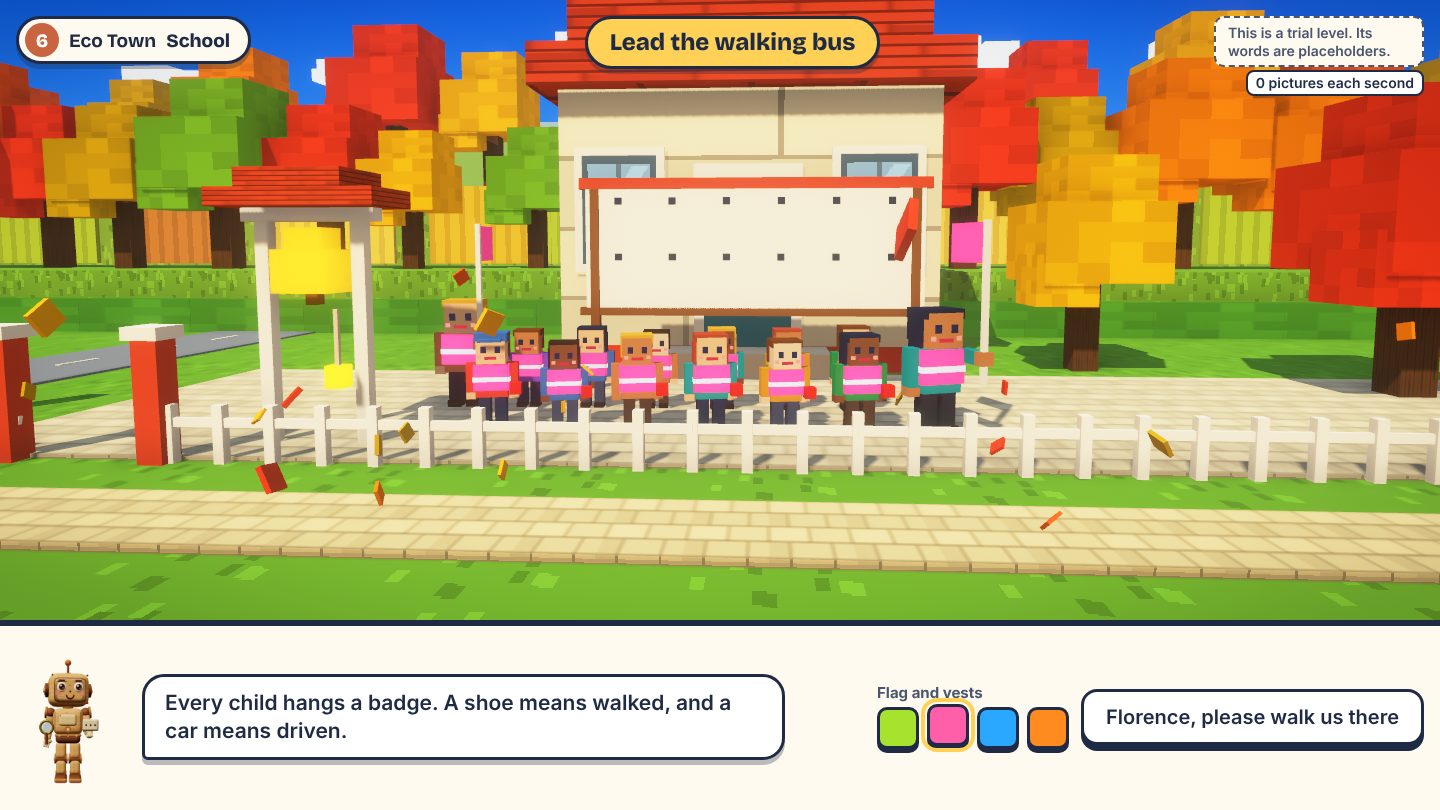 6 Eco Town School
Lead the walking bus
This is a trial level. Its
words are placeholders.
0 pictures each second
Every child hangs a badge. A shoe means walked, and a
car means driven.
Flag and vests
Florence, please walk us there